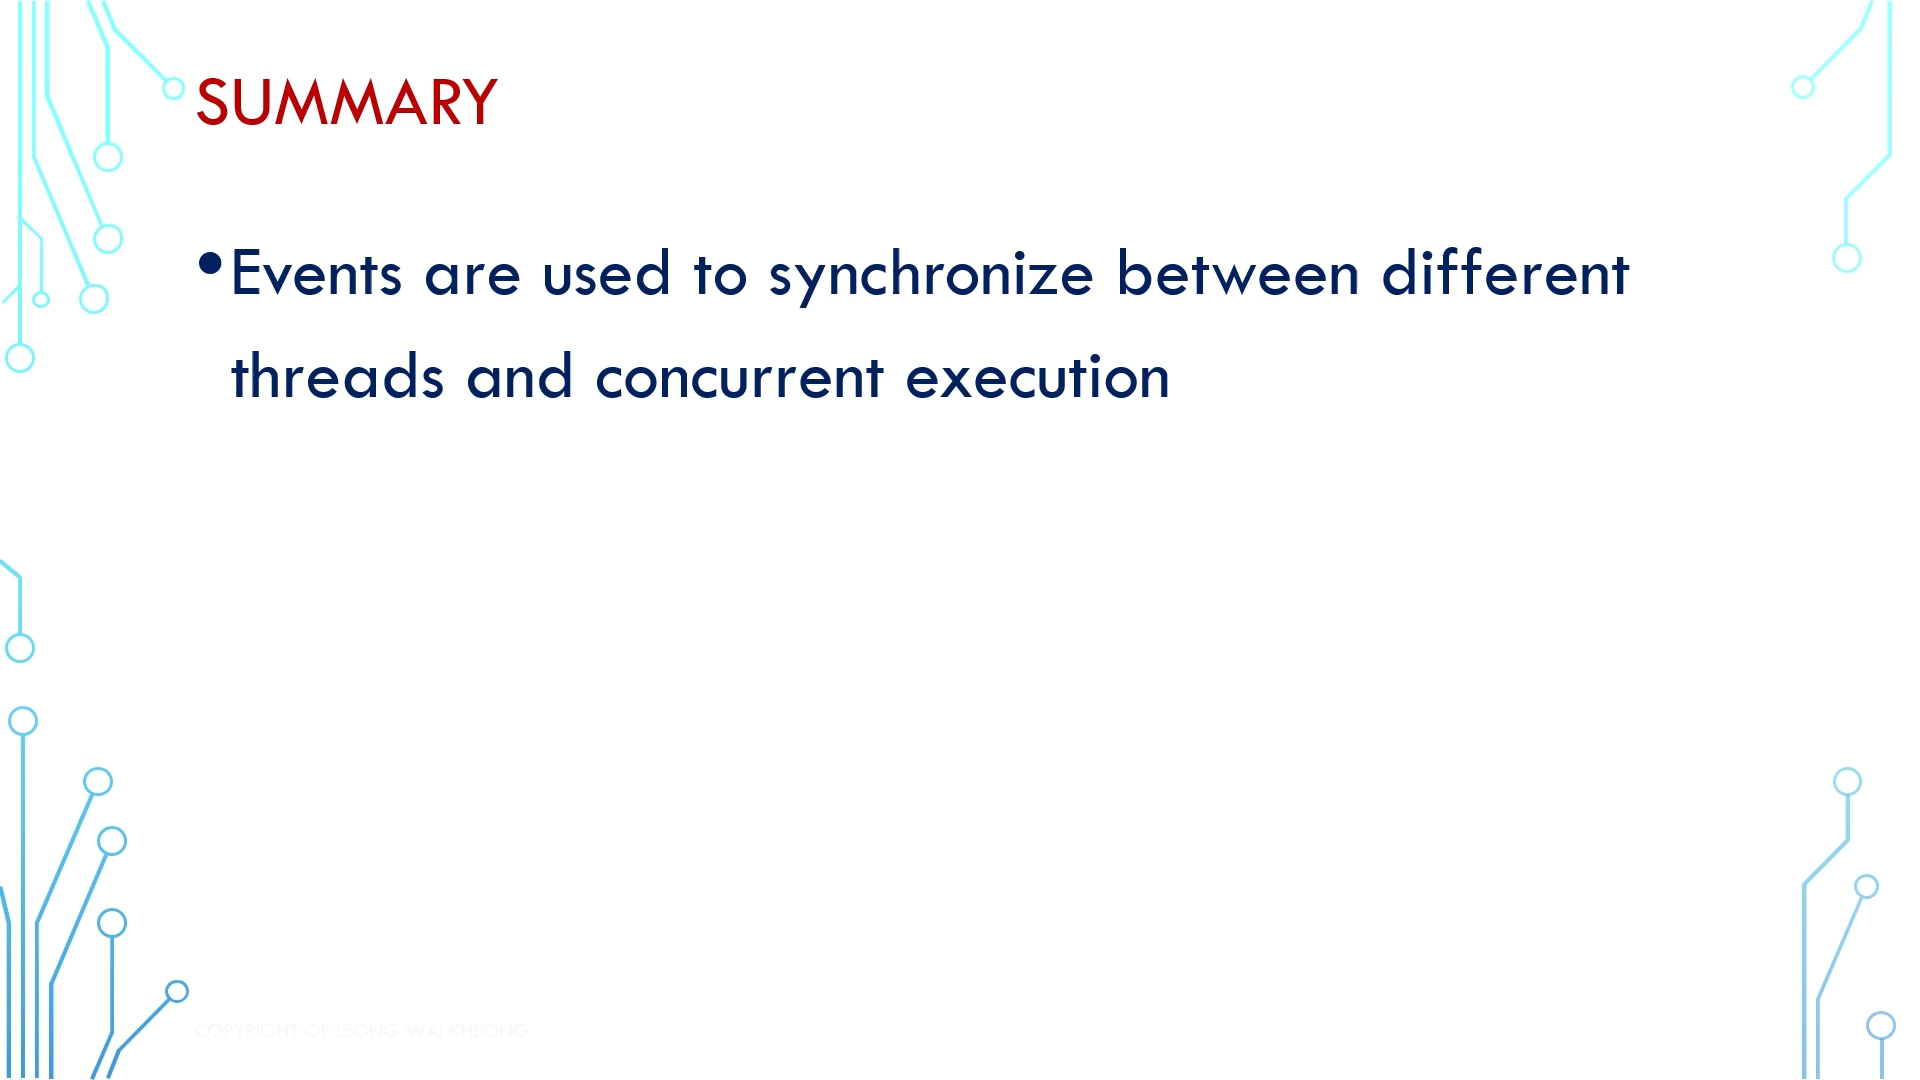 SUMMARY
•Events are used to synchronize between different
threads and concurrent execution
COPYRIGHT OF LEONG WAI KHEONG